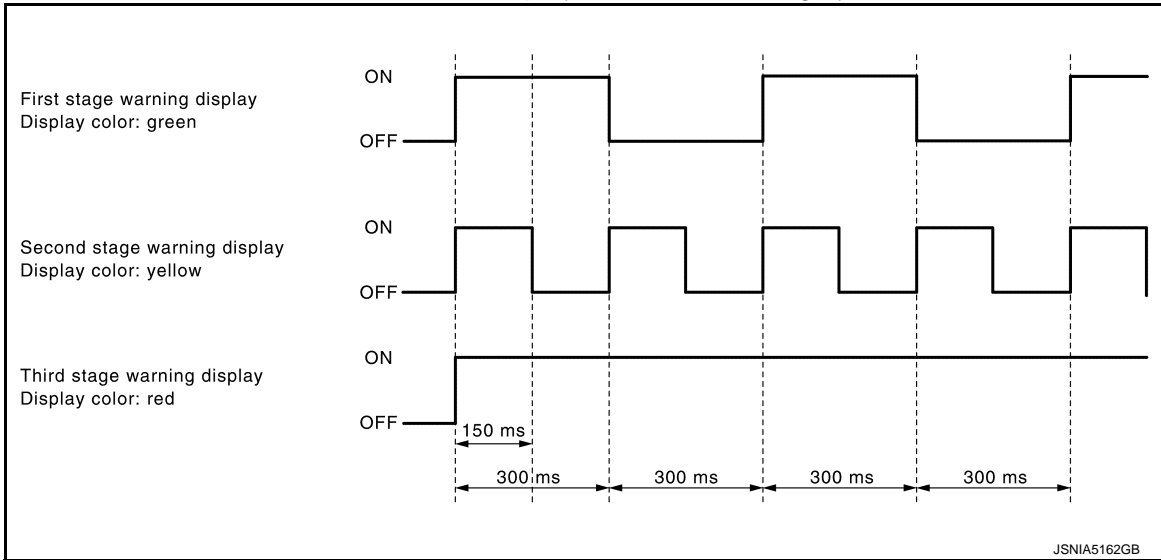 ON
First stage warning display
Display color: green
OFF
ON
Second stage warning display
Display color: yellow
OFF
ON
Third stage warning display
Display color: red
OFF
150 ms
300 ms 300 ms 300 ms 300 ms
JSNIA5162GB